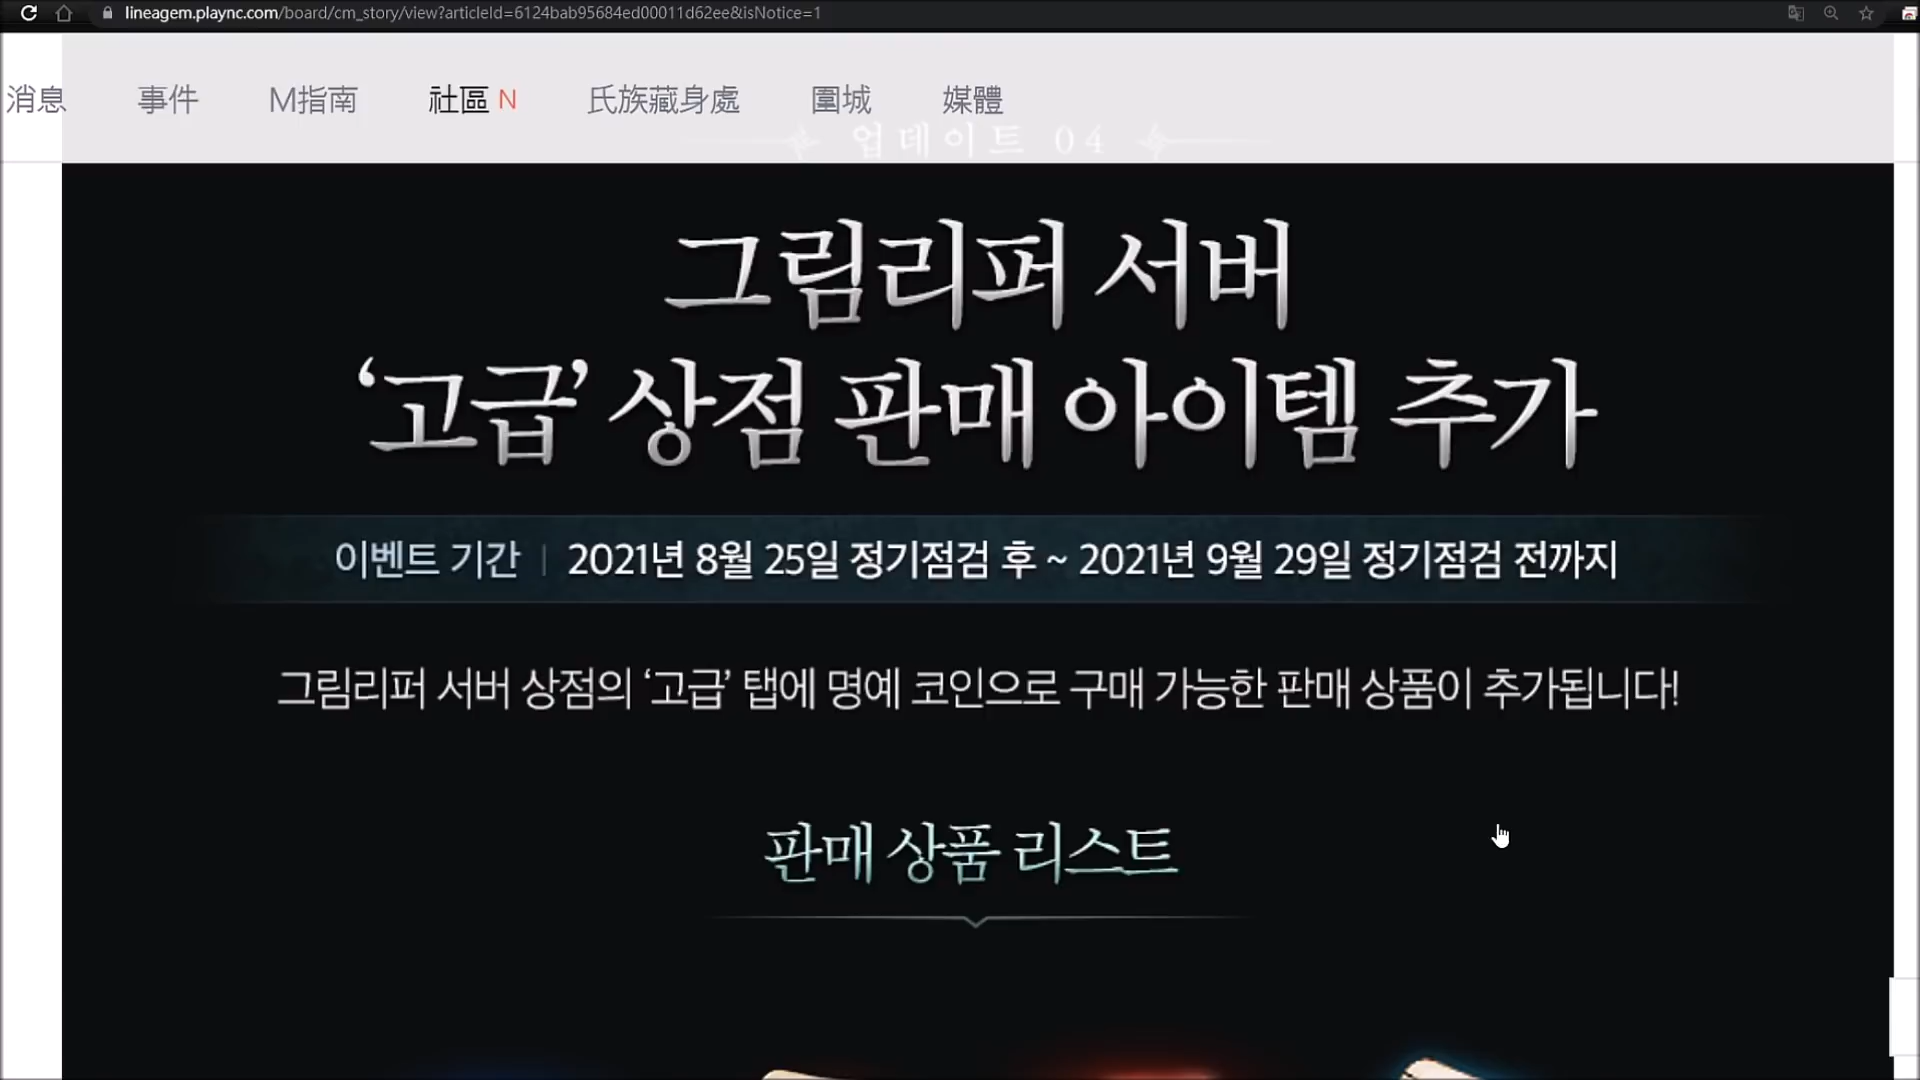 lineagem.plaync.com/board/cm_story/view?articleId=6124bab95684ed00011d62ee&isNotice=1
消息 事件 M指南 社區 N 氏族藏身處 圍城 媒體
업데이트 04
그림리퍼 서버
‘고급’ 상점 판매 아이템 추가
이벤트 기간 | 2021년 8월 25일 정기점검 후 ~ 2021년 9월 29일 정기점검 전까지
그림리퍼 서버 상점의 ‘고급’ 탭에 명예 코인으로 구매 가능한 판매 상품이 추가됩니다!
판매 상품 리스트